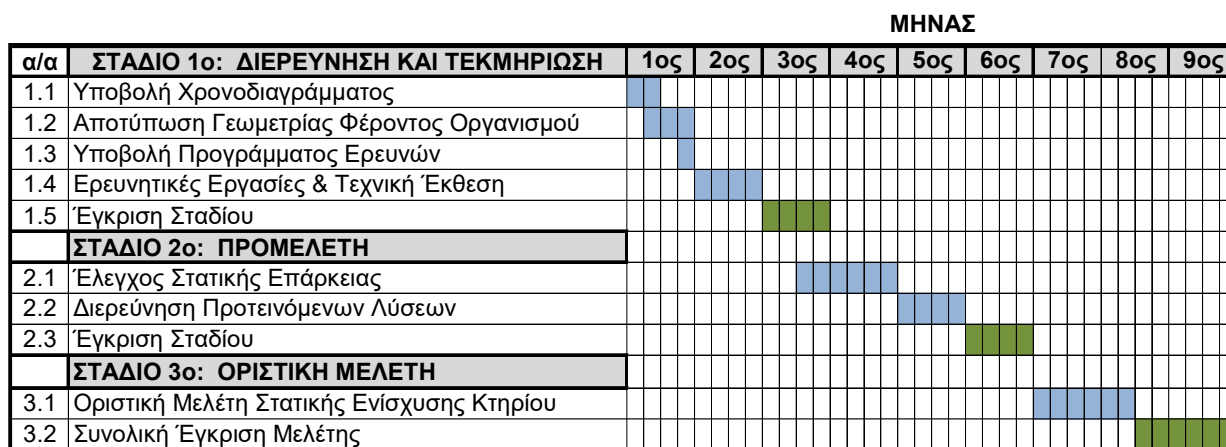 ΜΗΝΑΣ
α/α ΣΤΑΔΙΟ 1ο: ΔΙΕΡΕΥΝΗΣΗ ΚΑΙ ΤΕΚΜΗΡΙΩΣΗ 1ος 2ος 3ος 4ος 5ος 6ος 7ος 8ος 9ος
1.1 Υποβολή Χρονοδιαγράμματος
1.2 Αποτύπωση Γεωμετρίας Φέροντος Οργανισμού
1.3 Υποβολή Προγράμματος Ερευνών
1.4 Ερευνητικές Εργασίες & Τεχνική Έκθεση
1.5 Έγκριση Σταδίου
ΣΤΑΔΙΟ 2ο: ΠΡΟΜΕΛΕΤΗ
2.1 Έλεγχος Στατικής Επάρκειας
2.2 Διερεύνηση Προτεινόμενων Λύσεων
2.3 Έγκριση Σταδίου
ΣΤΑΔΙΟ 3ο: ΟΡΙΣΤΙΚΗ ΜΕΛΕΤΗ
3.1 Οριστική Μελέτη Στατικής Ενίσχυσης Κτηρίου
3.2 Συνολική Έγκριση Μελέτης